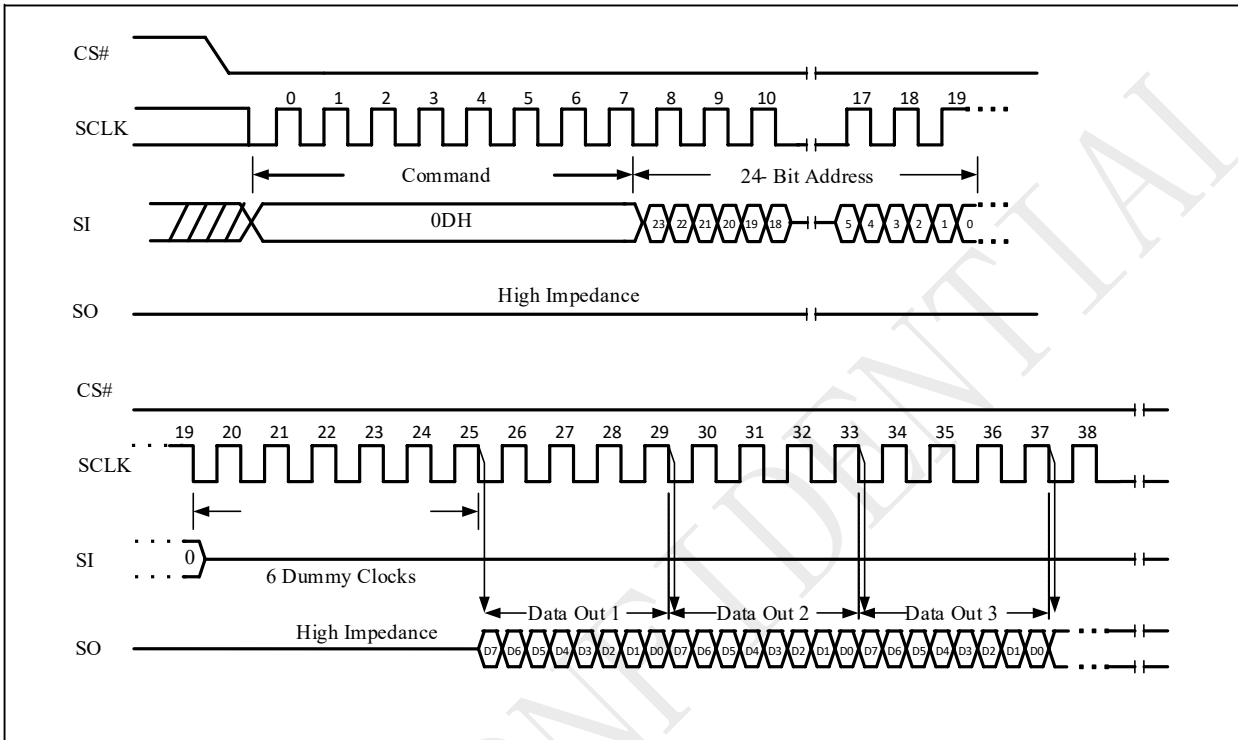 CS#
0 1 2 3 4 5 6 7 8 9 10 17 18 19
SCLK
Command 24- Bit Address
SI 0DH 23 22 21 20 19 18 5 4 3 2 1 0
High Impedance
SO
CS#
19 20 21 22 23 24 25 26 27 28 29 30 31 32 33 34 35 36 37 38
SCLK
SI 0
6 Dummy Clocks
Data Out 1 Data Out 2 Data Out 3
High Impedance
SO D7 D6 D5 D4 D3 D2 D1 D0 D7 D6 D5 D4 D3 D2 D1 D0 D7 D6 D5 D4 D3 D2 D1 D0